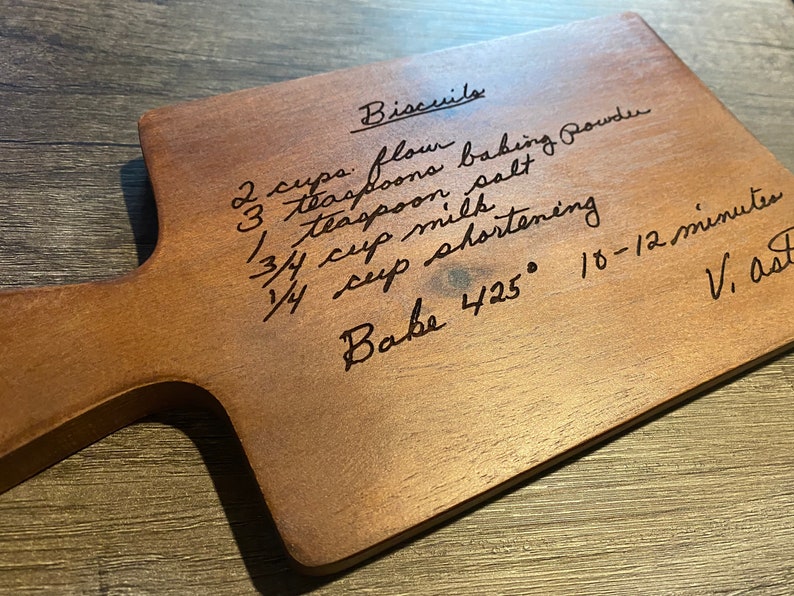 Biscuits
2 cups flour
3 teaspoons baking powder
1 teaspoon salt
3/4 cup milk
1/4 cup shortening
Bake 425° 10-12 minutes
V.